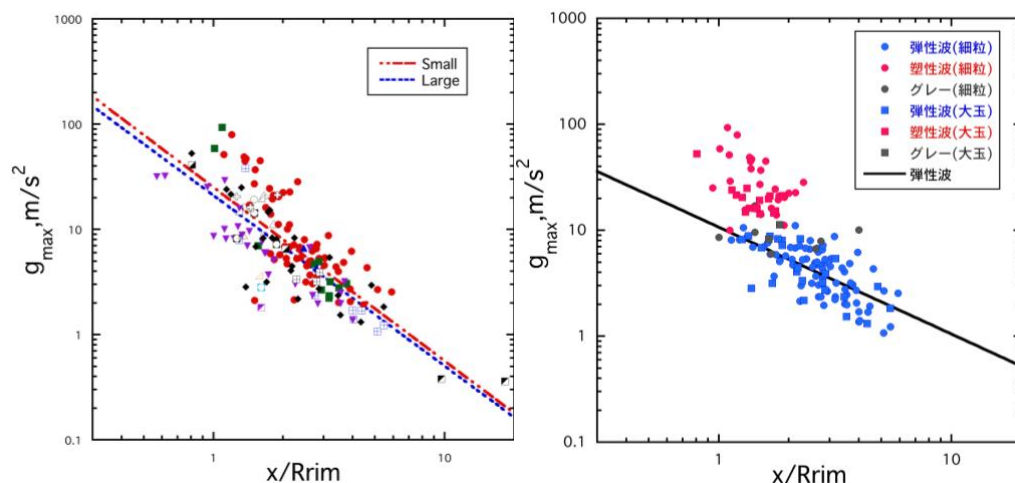 1000
100
10
1
0.1
g_max,m/s²
Small
Large
1
10
x/Rrim
1000
100
10
1
0.1
g_max,m/s²
弾性波(細粒)
塑性波(細粒)
グレー(細粒)
弾性波(大玉)
塑性波(大玉)
グレー(大玉)
弾性波
1
10
x/Rrim